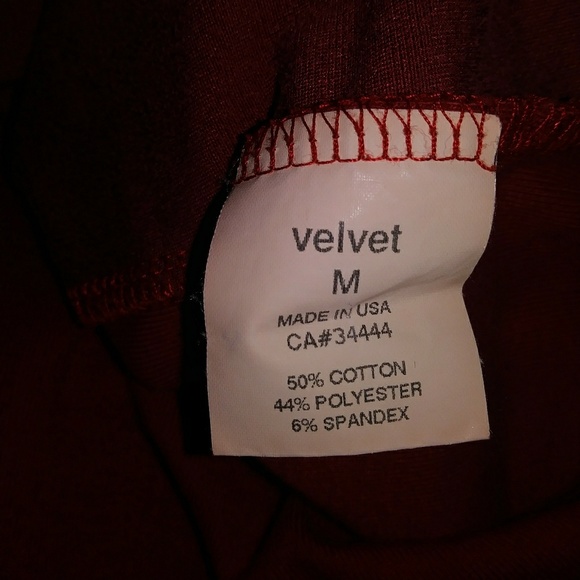 velvet
M
MADE IN USA
CA#34444
50% COTTON
44% POLYESTER
6% SPANDEX